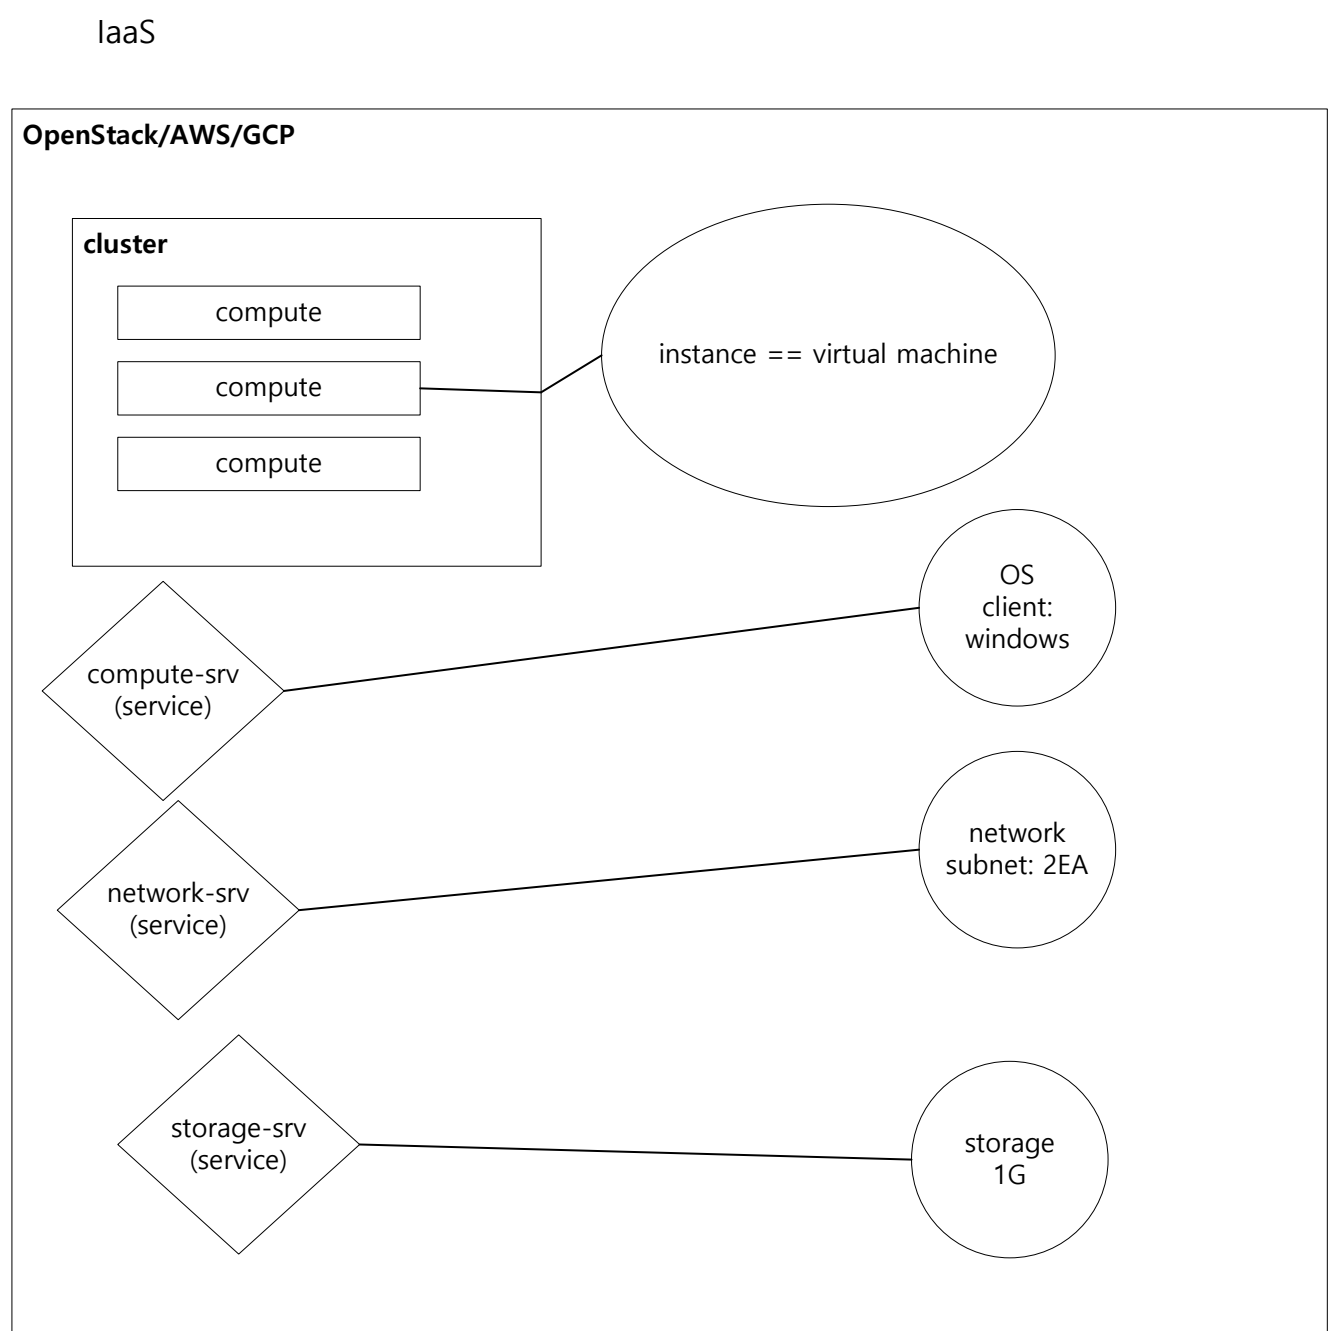 IaaS
OpenStack/AWS/GCP
cluster
compute
compute
compute
instance == virtual machine
OS
client:
windows
compute-srv
(service)
network
subnet: 2EA
network-srv
(service)
storage-srv
(service)
storage
1G